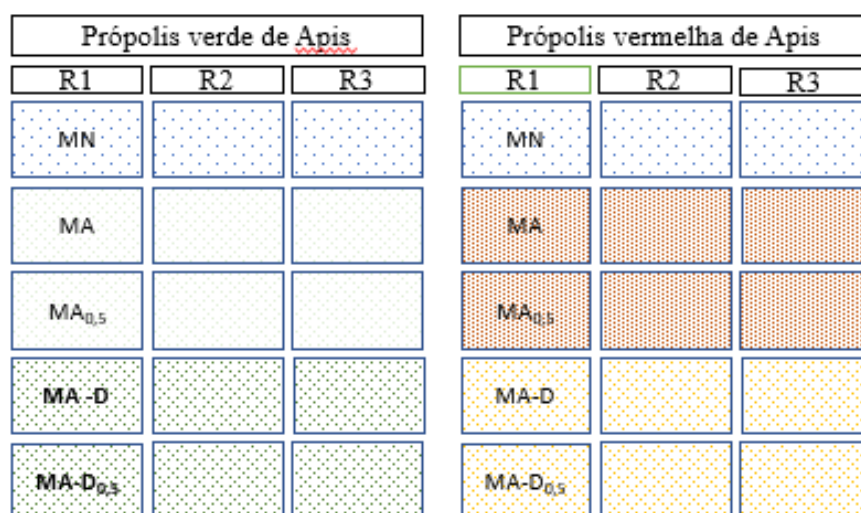 Própolis verde de Apis
R1 R2 R3
MN
MA
MA0,5
MA -D
MA-D0,5
Própolis vermelha de Apis
R1 R2 R3
MN
MA
MA0,5
MA-D
MA-D0,5